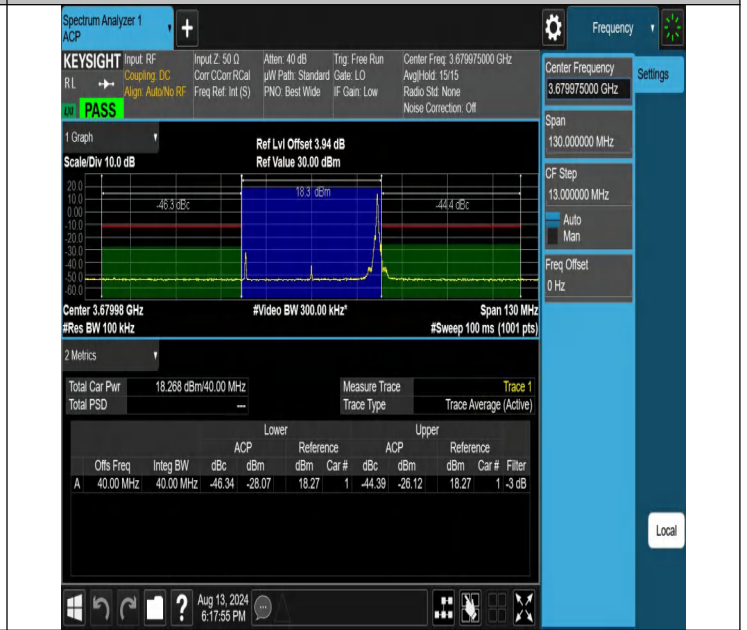 Spectrum Analyzer 1
ACP
+
Frequency
KEYSIGHT
RL
PASS
Input: RF
Coupling: DC
Align: Auto/No RF
Input Z: 50 Ω
Corr CCorr RCal
Freq Ref: Int (S)
Atten: 40 dB
µW Path: Standard
PNO: Best Wide
Trig: Free Run
Gate: LO
IF Gain: Low
Center Freq: 3.679975000 GHz
Avg|Hold: 15/15
Radio Std: None
Noise Correction: Off
Center Frequency
3.679975000 GHz
Settings
Span
130.000000 MHz
CF Step
13.000000 MHz
Auto
Man
Freq Offset
0 Hz
1 Graph
Scale/Div 10.0 dB
Ref Lvl Offset 3.94 dB
Ref Value 30.00 dBm
20.0
10.0
0.00
-10.0
-20.0
-30.0
-40.0
-50.0
-60.0
-46.3 dBc
18.3 dBm
-44.4 dBc
Center 3.67998 GHz
#Video BW 300.00 kHz*
Span 130 MHz
#Res BW 100 kHz
#Sweep 100 ms (1001 pts)
2 Metrics
Total Car Pwr 18.268 dBm/40.00 MHz
Total PSD ---
Measure Trace Trace 1
Trace Type Trace Average (Active)
Lower Upper
ACP Reference ACP Reference
Offs Freq Integ BW dBc dBm dBm Car # dBc dBm dBm Car # Filter
A 40.00 MHz 40.00 MHz -46.34 -28.07 18.27 1 -44.39 -26.12 18.27 1 -3 dB
Local
?
Aug 13, 2024
6:17:55 PM